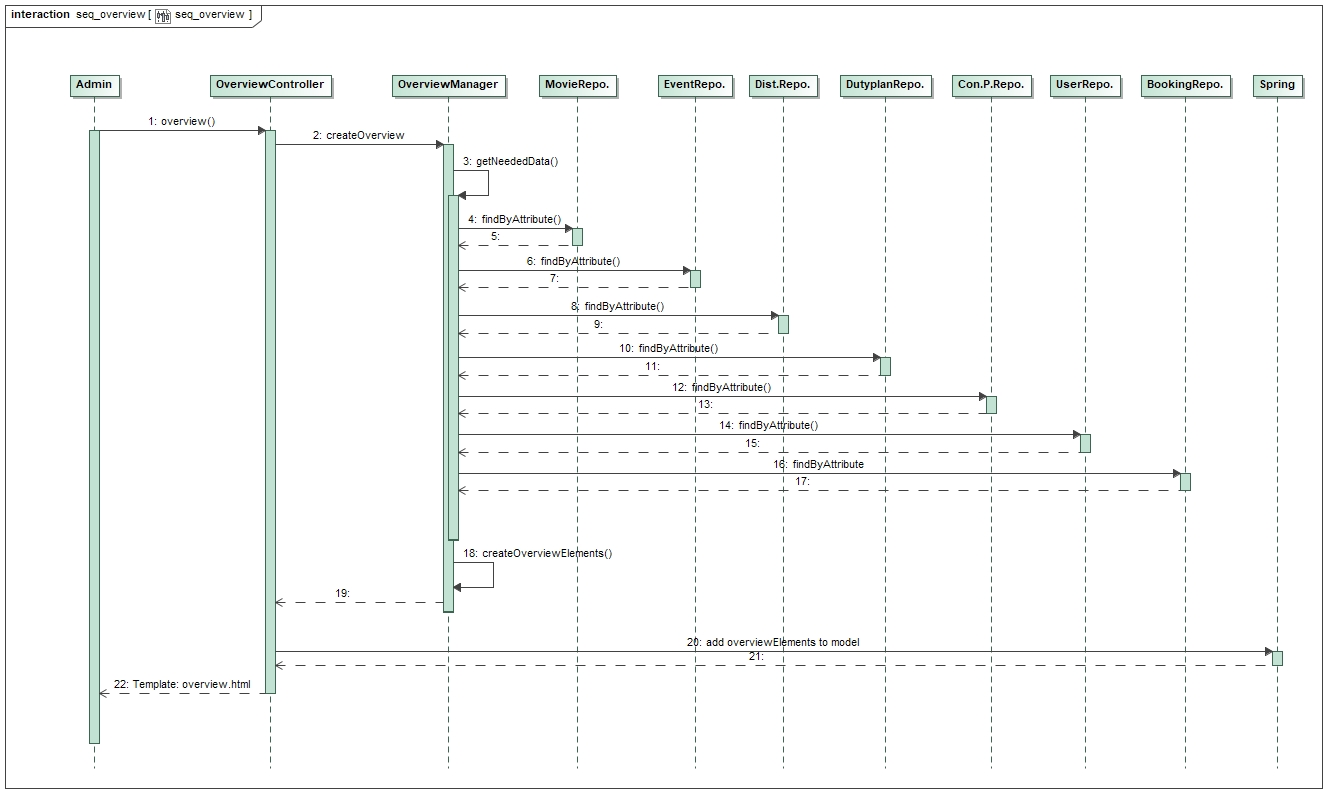 interaction seq_overview [ seq_overview ]
Admin OverviewController OverviewManager MovieRepo. EventRepo. Dist.Repo. DutyplanRepo. Con.P.Repo. UserRepo. BookingRepo. Spring
1: overview()
2: createOverview
3: getNeededData()
4: findByAttribute()
5:
6: findByAttribute()
7:
8: findByAttribute()
9:
10: findByAttribute()
11:
12: findByAttribute()
13:
14: findByAttribute()
15:
16: findByAttribute
17:
18: createOverviewElements()
19:
20: add overviewElements to model
21:
22: Template: overview.html